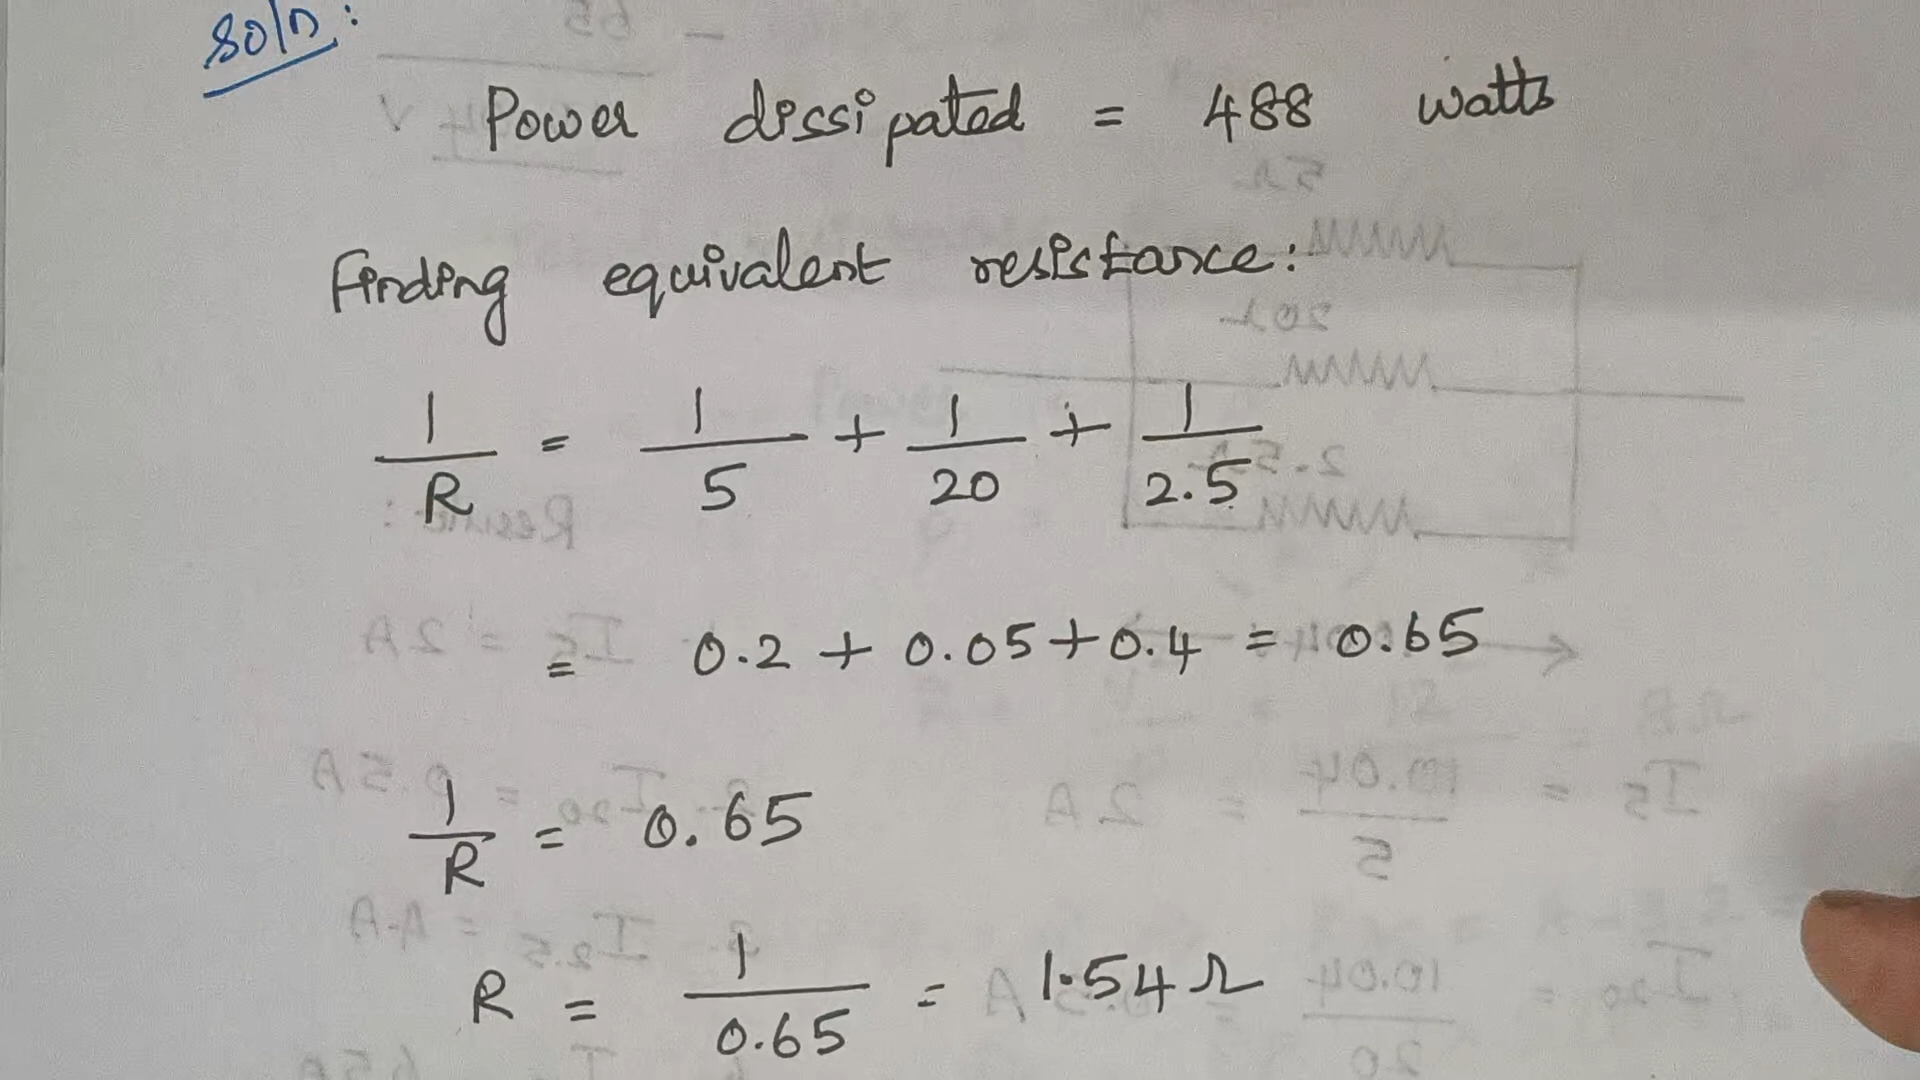 Soln:
Power dissipated = 488 watts
Finding equivalent resistance:
1/R = 1/5 + 1/20 + 1/2.5
= 0.2 + 0.05 + 0.4 = 0.65
1/R = 0.65
R = 1/0.65 = 1.54 Ω